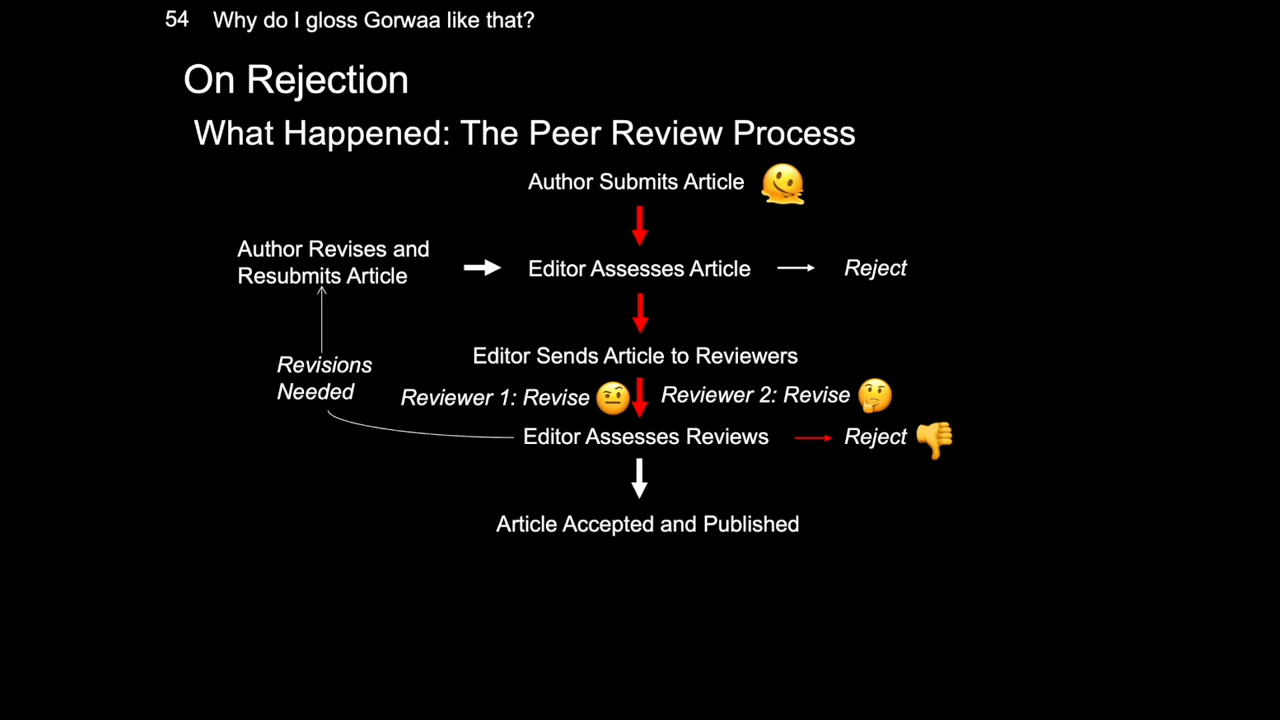 54 Why do I gloss Gorwaa like that?
On Rejection
What Happened: The Peer Review Process
Author Submits Article
Author Revises and
Resubmits Article
Editor Assesses Article
Reject
Editor Sends Article to Reviewers
Revisions
Needed
Reviewer 1: Revise
Reviewer 2: Revise
Editor Assesses Reviews
Reject
Article Accepted and Published